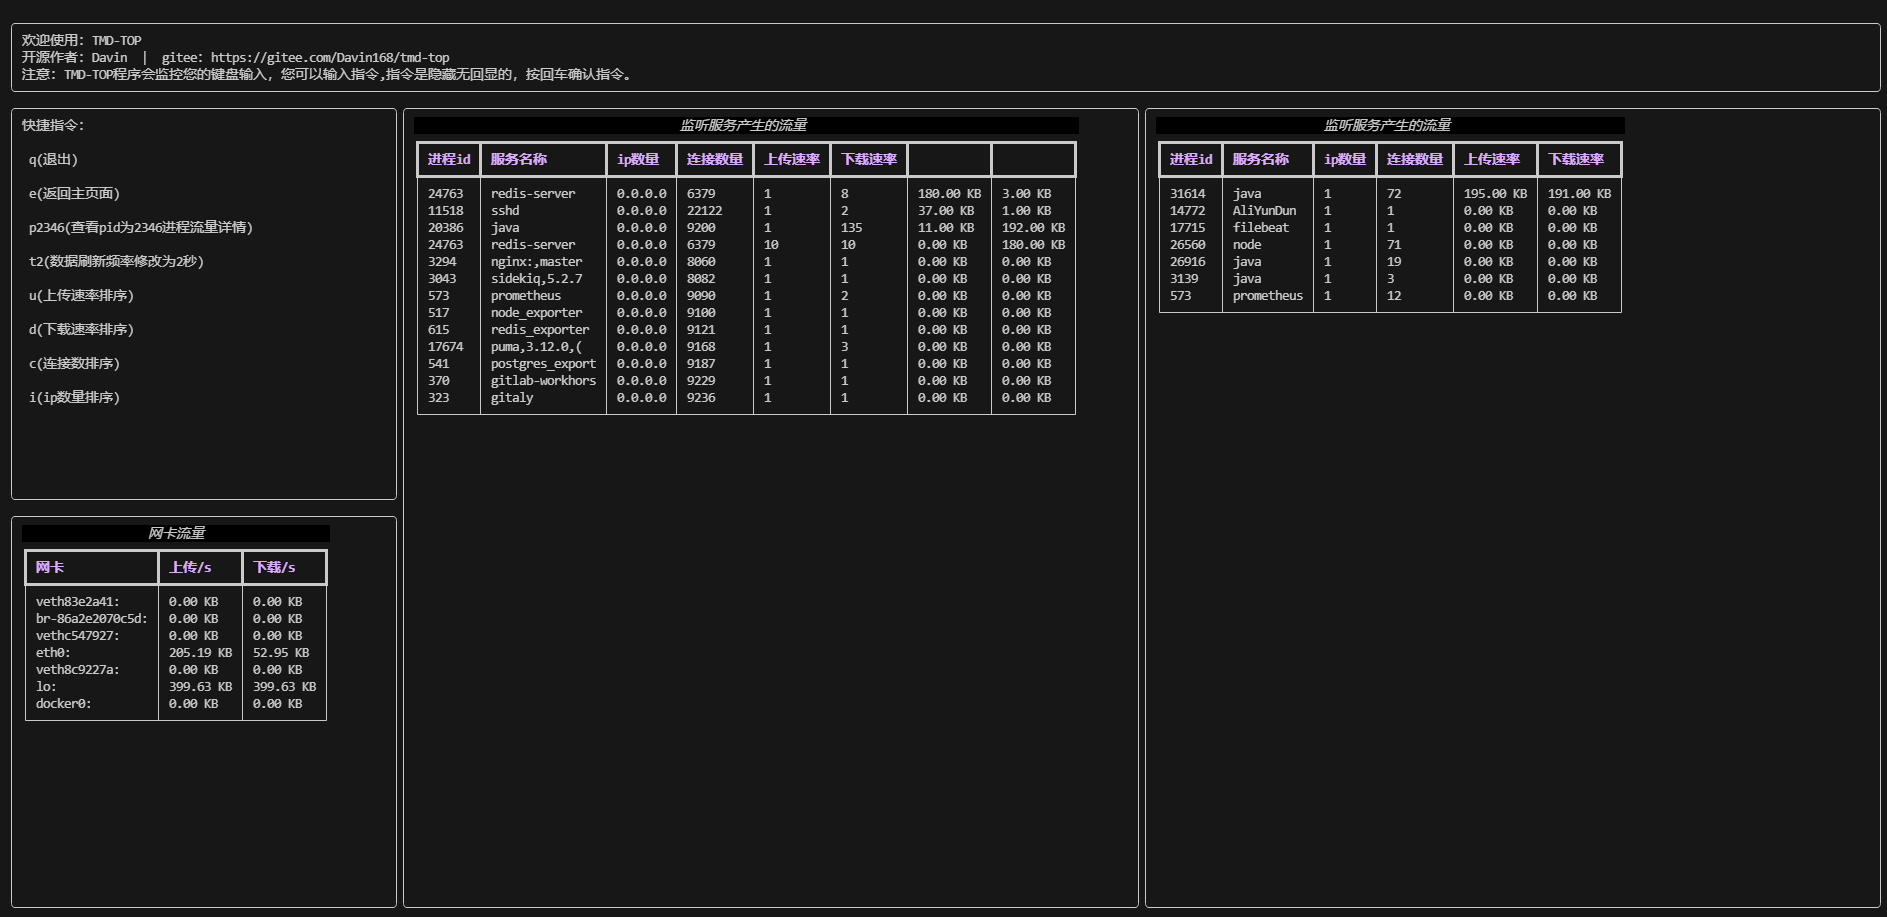 欢迎使用: TMD-TOP
开源作者: Davin | gitee: https://gitee.com/Davin168/tmd-top
注意: TMD-TOP程序会监控您的键盘输入, 您可以输入指令,指令是隐藏无回显的, 按回车确认指令。
快捷指令:
q(退出)
e(返回主页面)
p2346(查看pid为2346进程流量详情)
t2(数据刷新频率修改为2秒)
u(上传速率排序)
d(下载速率排序)
c(连接数排序)
i(ip数量排序)
网卡流量
网卡 上传/s 下载/s
veth83e2a41: 0.00 KB 0.00 KB
br-86a2e2070c5d: 0.00 KB 0.00 KB
vethc547927: 0.00 KB 0.00 KB
eth0: 205.19 KB 52.95 KB
veth8c9227a: 0.00 KB 0.00 KB
lo: 399.63 KB 399.63 KB
docker0: 0.00 KB 0.00 KB
监听服务产生的流量
进程id 服务名称 ip数量 连接数量 上传速率 下载速率
24763 redis-server 0.0.0.0 6379 1 8 180.00 KB 3.00 KB
11518 sshd 0.0.0.0 22122 1 2 37.00 KB 1.00 KB
20386 java 0.0.0.0 9200 1 135 11.00 KB 192.00 KB
24763 redis-server 0.0.0.0 6379 10 10 0.00 KB 180.00 KB
3294 nginx:,master 0.0.0.0 8060 1 1 0.00 KB 0.00 KB
3043 sidekiq,5.2.7 0.0.0.0 8082 1 1 0.00 KB 0.00 KB
573 prometheus 0.0.0.0 9090 1 2 0.00 KB 0.00 KB
517 node_exporter 0.0.0.0 9100 1 1 0.00 KB 0.00 KB
615 redis_exporter 0.0.0.0 9121 1 1 0.00 KB 0.00 KB
17674 puma,3.12.0,( 0.0.0.0 9168 1 3 0.00 KB 0.00 KB
541 postgres_export 0.0.0.0 9187 1 1 0.00 KB 0.00 KB
370 gitlab-workhors 0.0.0.0 9229 1 1 0.00 KB 0.00 KB
323 gitaly 0.0.0.0 9236 1 1 0.00 KB 0.00 KB
监听服务产生的流量
进程id 服务名称 ip数量 连接数量 上传速率 下载速率
31614 java 1 72 195.00 KB 191.00 KB
14772 AliYunDun 1 1 0.00 KB 0.00 KB
17715 filebeat 1 1 0.00 KB 0.00 KB
26560 node 1 71 0.00 KB 0.00 KB
26916 java 1 19 0.00 KB 0.00 KB
3139 java 1 3 0.00 KB 0.00 KB
573 prometheus 1 12 0.00 KB 0.00 KB